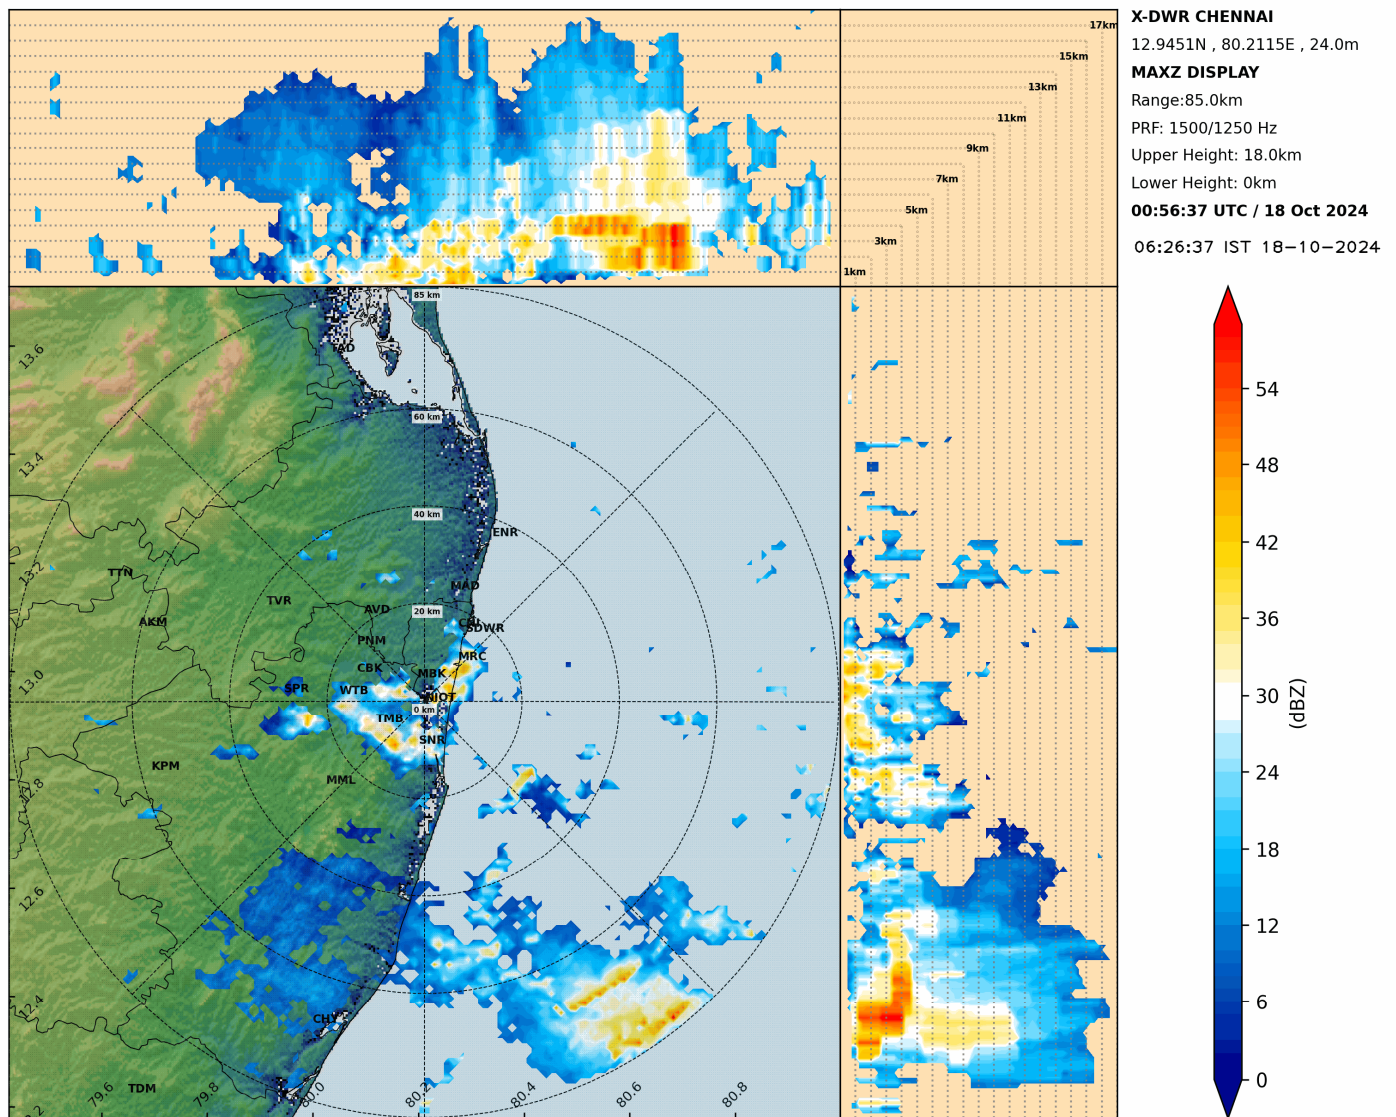 X-DWR CHENNAI
12.9451N , 80.2115E , 24.0m
MAXZ DISPLAY
Range:85.0km
PRF: 1500/1250 Hz
Upper Height: 18.0km
Lower Height: 0km
00:56:37 UTC / 18 Oct 2024
06:26:37 IST 18-10-2024
17km
15km
13km
11km
9km
7km
5km
3km
1km
85 km
60 km
40 km
20 km
0 km
ENR
TTN
TVR
MAD
AVD
AKM
SDWR
PNM
MRC
CBK
MBK
SPR
WTB
NIOT
TMB
SNR
KPM
MML
CHY
TDM
13.6
13.4
13.2
13.0
12.8
12.6
12.4
79.6
79.8
80.0
80.2
80.4
80.6
80.8
54
48
42
36
30
24
18
12
6
0
(dBZ)